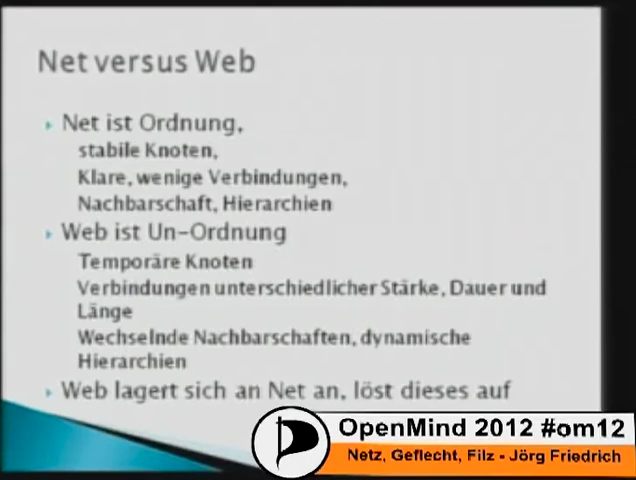 Net versus Web
Net ist Ordnung,
stabile Knoten,
Klare, wenige Verbindungen,
Nachbarschaft, Hierarchien
Web ist Un-Ordnung
Temporäre Knoten
Verbindungen unterschiedlicher Stärke, Dauer und
Länge
Wechselnde Nachbarschaften, dynamische
Hierarchien
Web lagert sich an Net an, löst dieses auf
OpenMind 2012 #om12
Netz, Geflecht, Filz - Jörg Friedrich